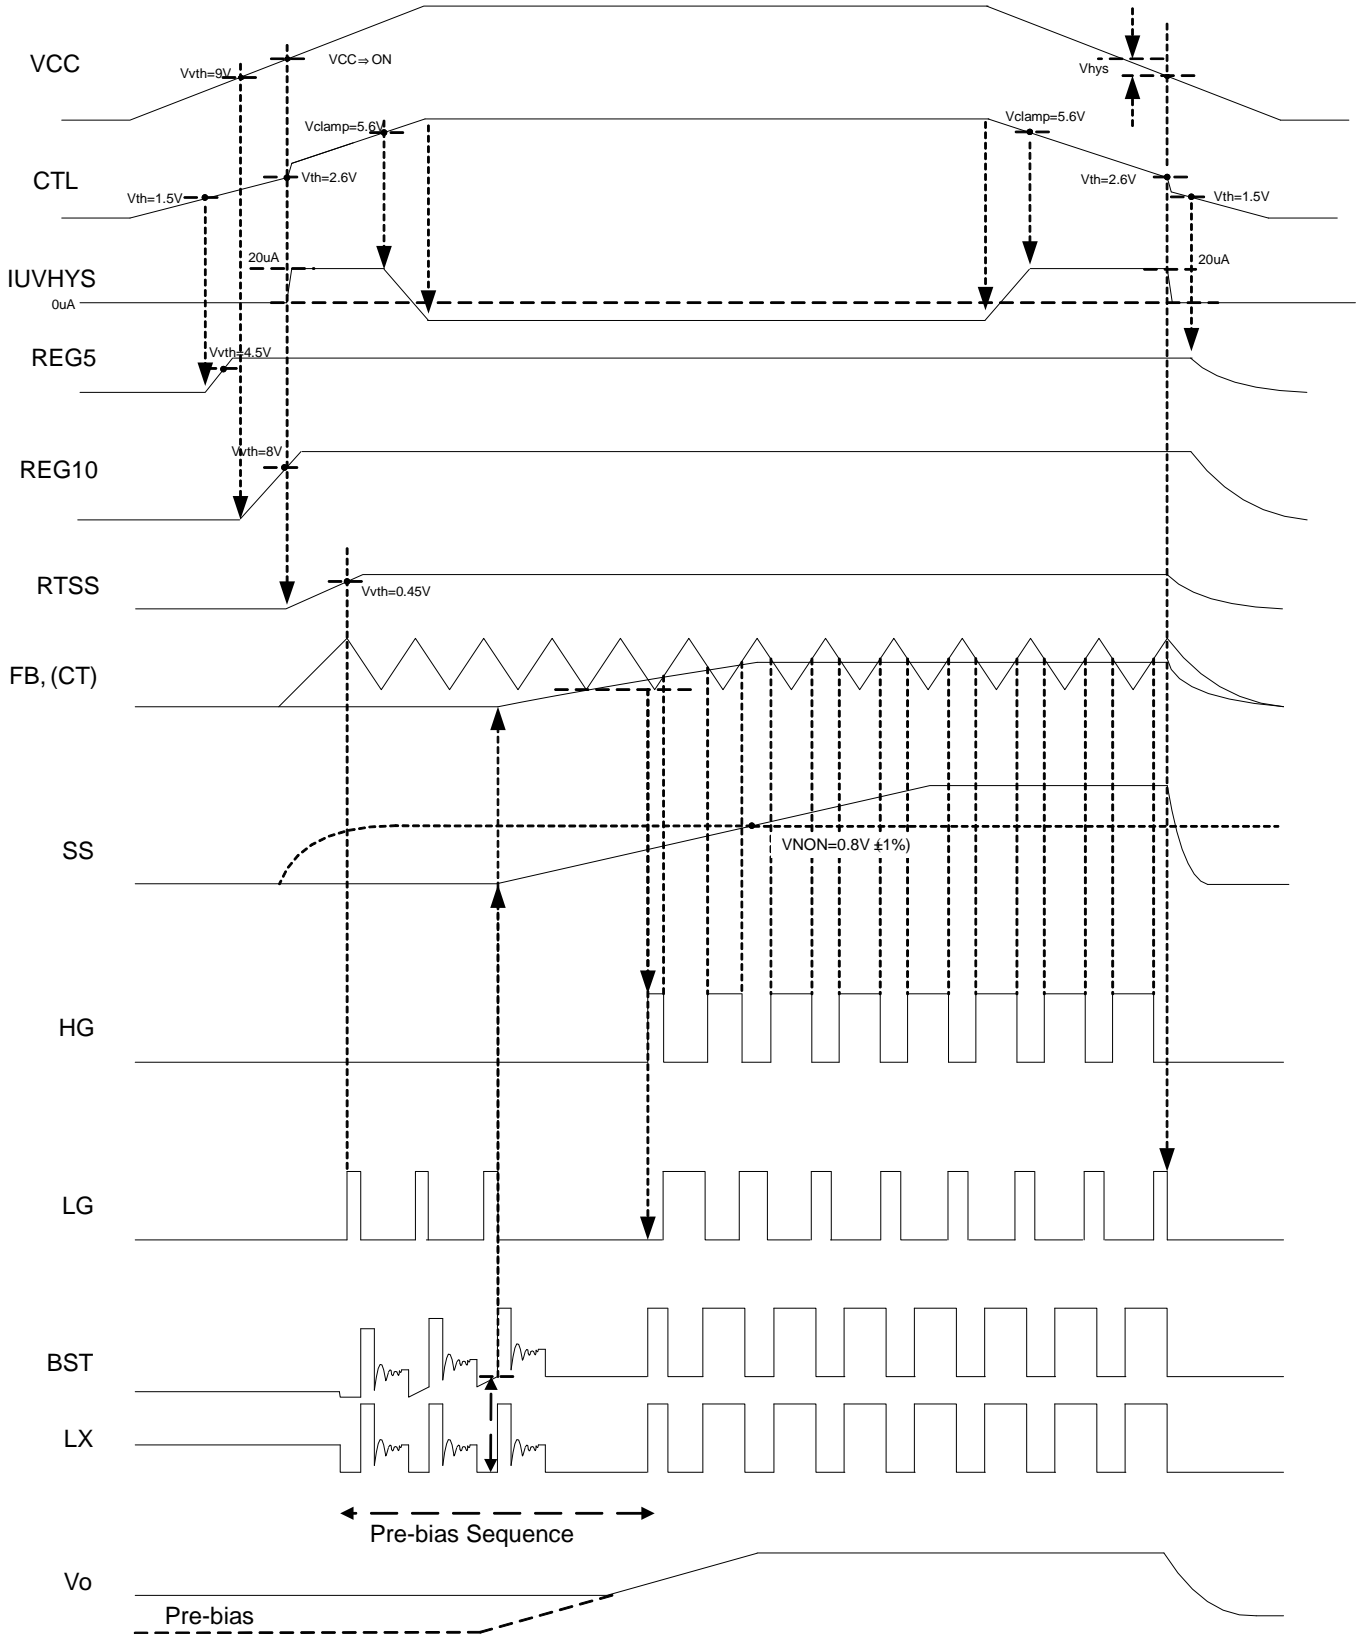 VCC
Vvth=9V
VCC⇒ON
Vhys
Vclamp=5.6V
Vclamp=5.6V
CTL
Vth=1.5V
Vth=2.6V
Vth=2.6V
Vth=1.5V
IUVHYS
20uA
20uA
0uA
REG5
Vvth=4.5V
REG10
Vvth=8V
RTSS
Vvth=0.45V
FB, (CT)
SS
VNON=0.8V ±1%)
HG
LG
BST
LX
Pre-bias Sequence
Vo
Pre-bias